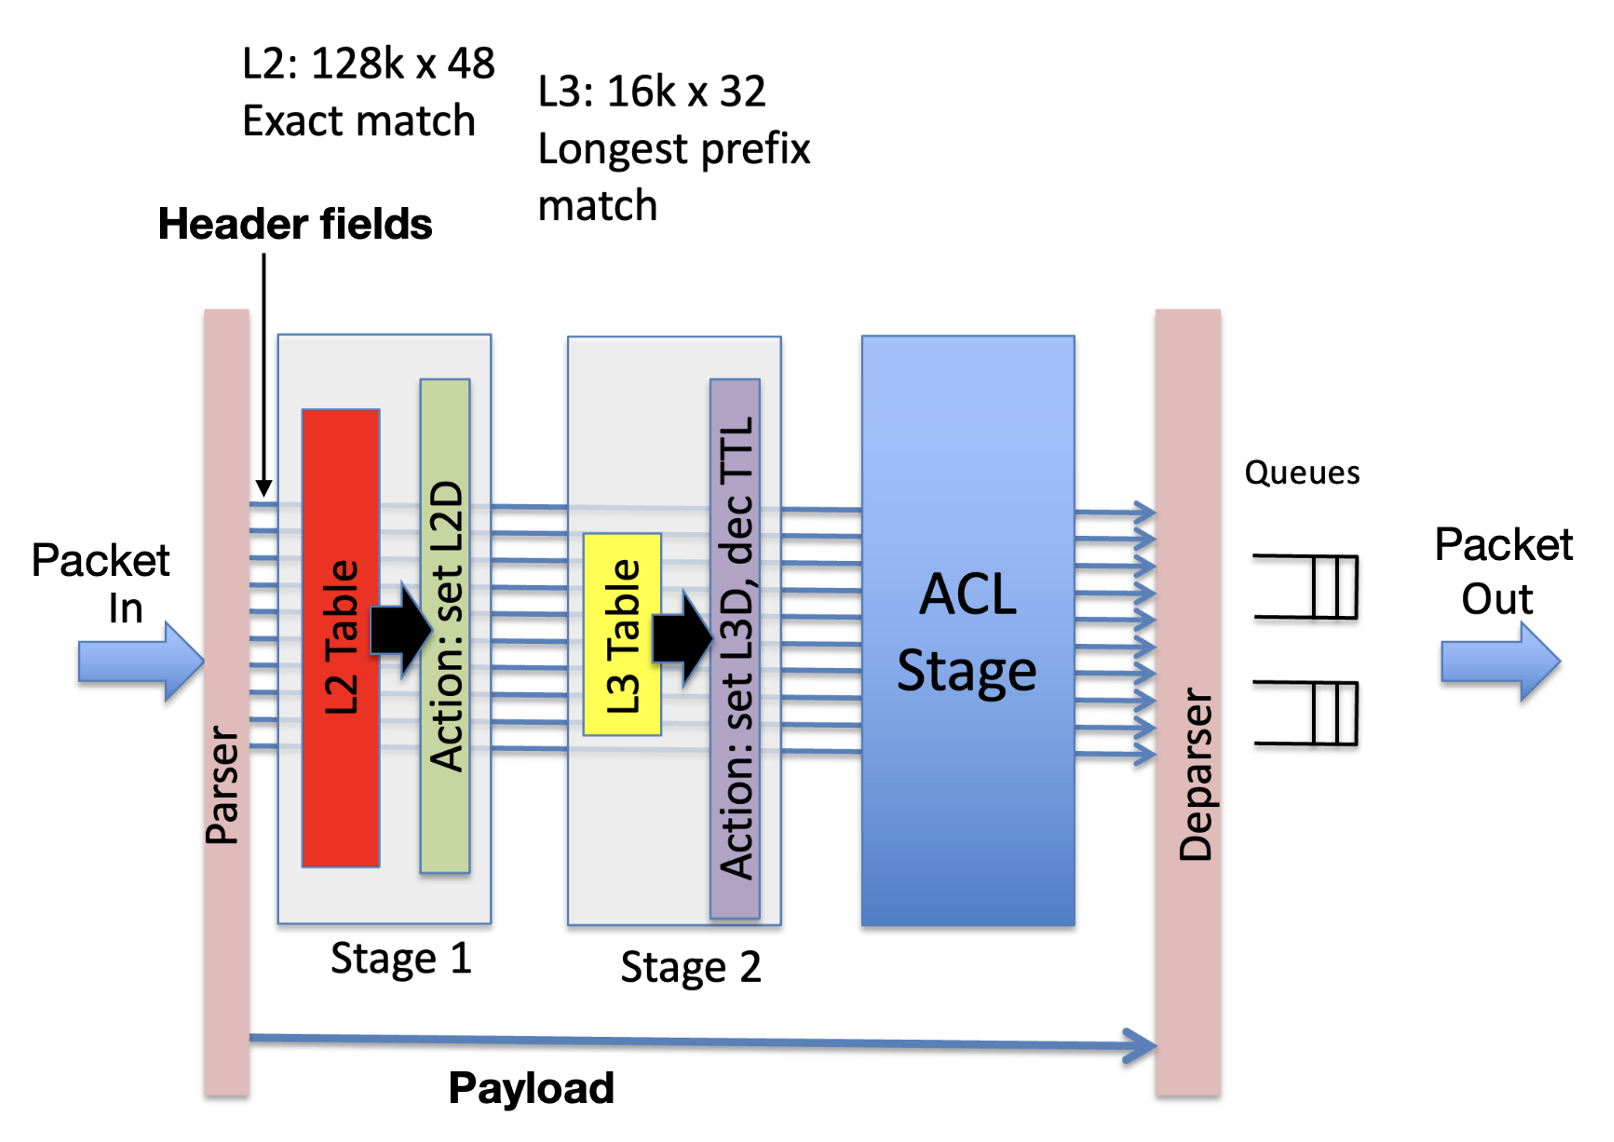 L2: 128k x 48
Exact match
L3: 16k x 32
Longest prefix
match
Header fields
Packet
In
Parser
L2 Table
Action: set L2D
Stage 1
L3 Table
Action: set L3D, dec TTL
Stage 2
ACL
Stage
Deparser
Queues
Packet
Out
Payload